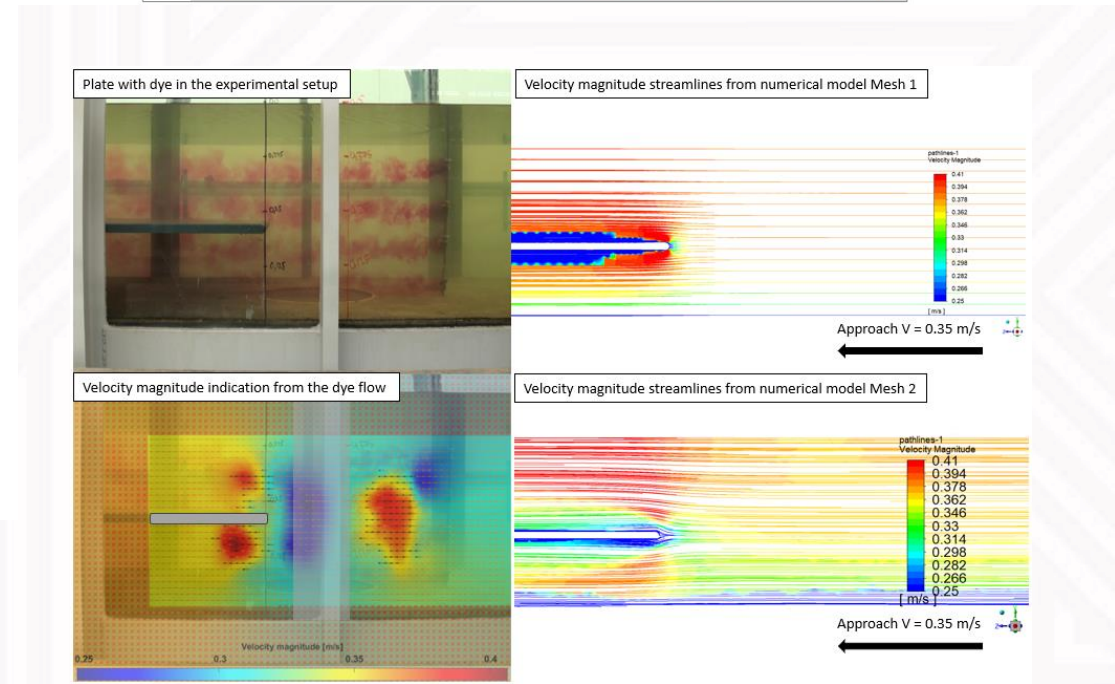 Plate with dye in the experimental setup
Velocity magnitude streamlines from numerical model Mesh 1
pathlines-1
Velocity Magnitude
0.41
0.394
0.378
0.362
0.346
0.33
0.314
0.298
0.282
0.266
0.25
[ m/s ]
Approach V = 0.35 m/s
Velocity magnitude indication from the dye flow
Velocity magnitude [m/s]
0.25 0.3 0.35 0.4
Velocity magnitude streamlines from numerical model Mesh 2
pathlines-1
Velocity Magnitude
0.41
0.394
0.378
0.362
0.346
0.33
0.314
0.298
0.282
0.266
0.25
[ m/s ]
Approach V = 0.35 m/s